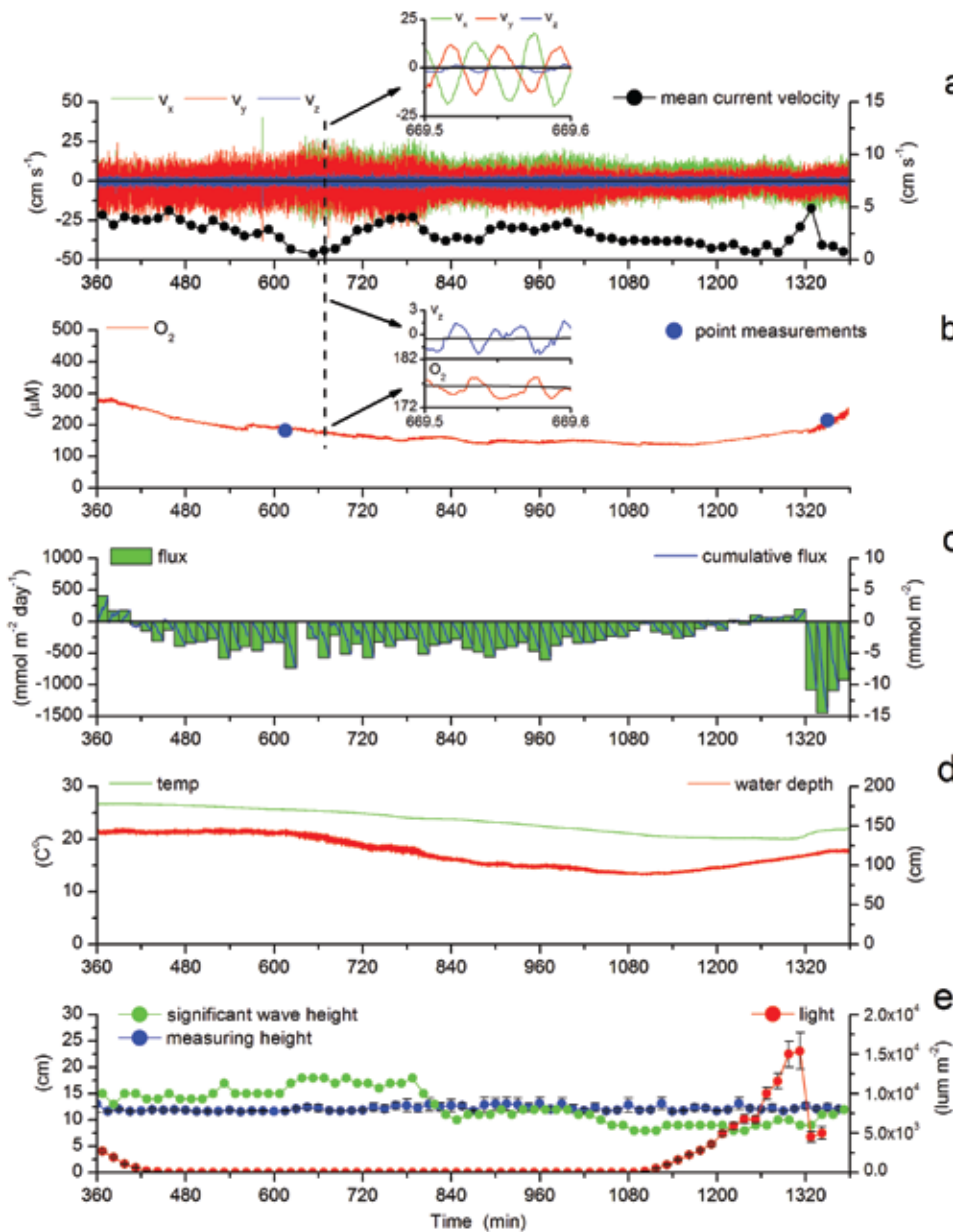 vₓ vᵧ v_z
25
0
-25
669.5 669.6
a
vₓ vᵧ v_z
mean current velocity
50
25
0
-25
-50
(cm s⁻¹)
15
10
5
0
(cm s⁻¹)
360 480 600 720 840 960 1080 1200 1320
b
O₂
point measurements
500
400
300
200
100
0
(μM)
v_z
3
0
182
O₂
172
669.5 669.6
360 480 600 720 840 960 1080 1200 1320
flux
cumulative flux
1000
500
0
-500
-1000
-1500
(mmol m⁻² day⁻¹)
10
5
0
-5
-10
-15
(mmol m⁻²)
360 480 600 720 840 960 1080 1200 1320
d
temp
water depth
30
20
10
0
(C°)
200
150
100
50
0
(cm)
360 480 600 720 840 960 1080 1200 1320
e
significant wave height
measuring height
light
30
25
20
15
10
5
0
(cm)
2.0x10⁴
1.5x10⁴
1.0x10⁴
5.0x10³
0.0
(lum m⁻²)
360 480 600 720 840 960 1080 1200 1320
Time (min)